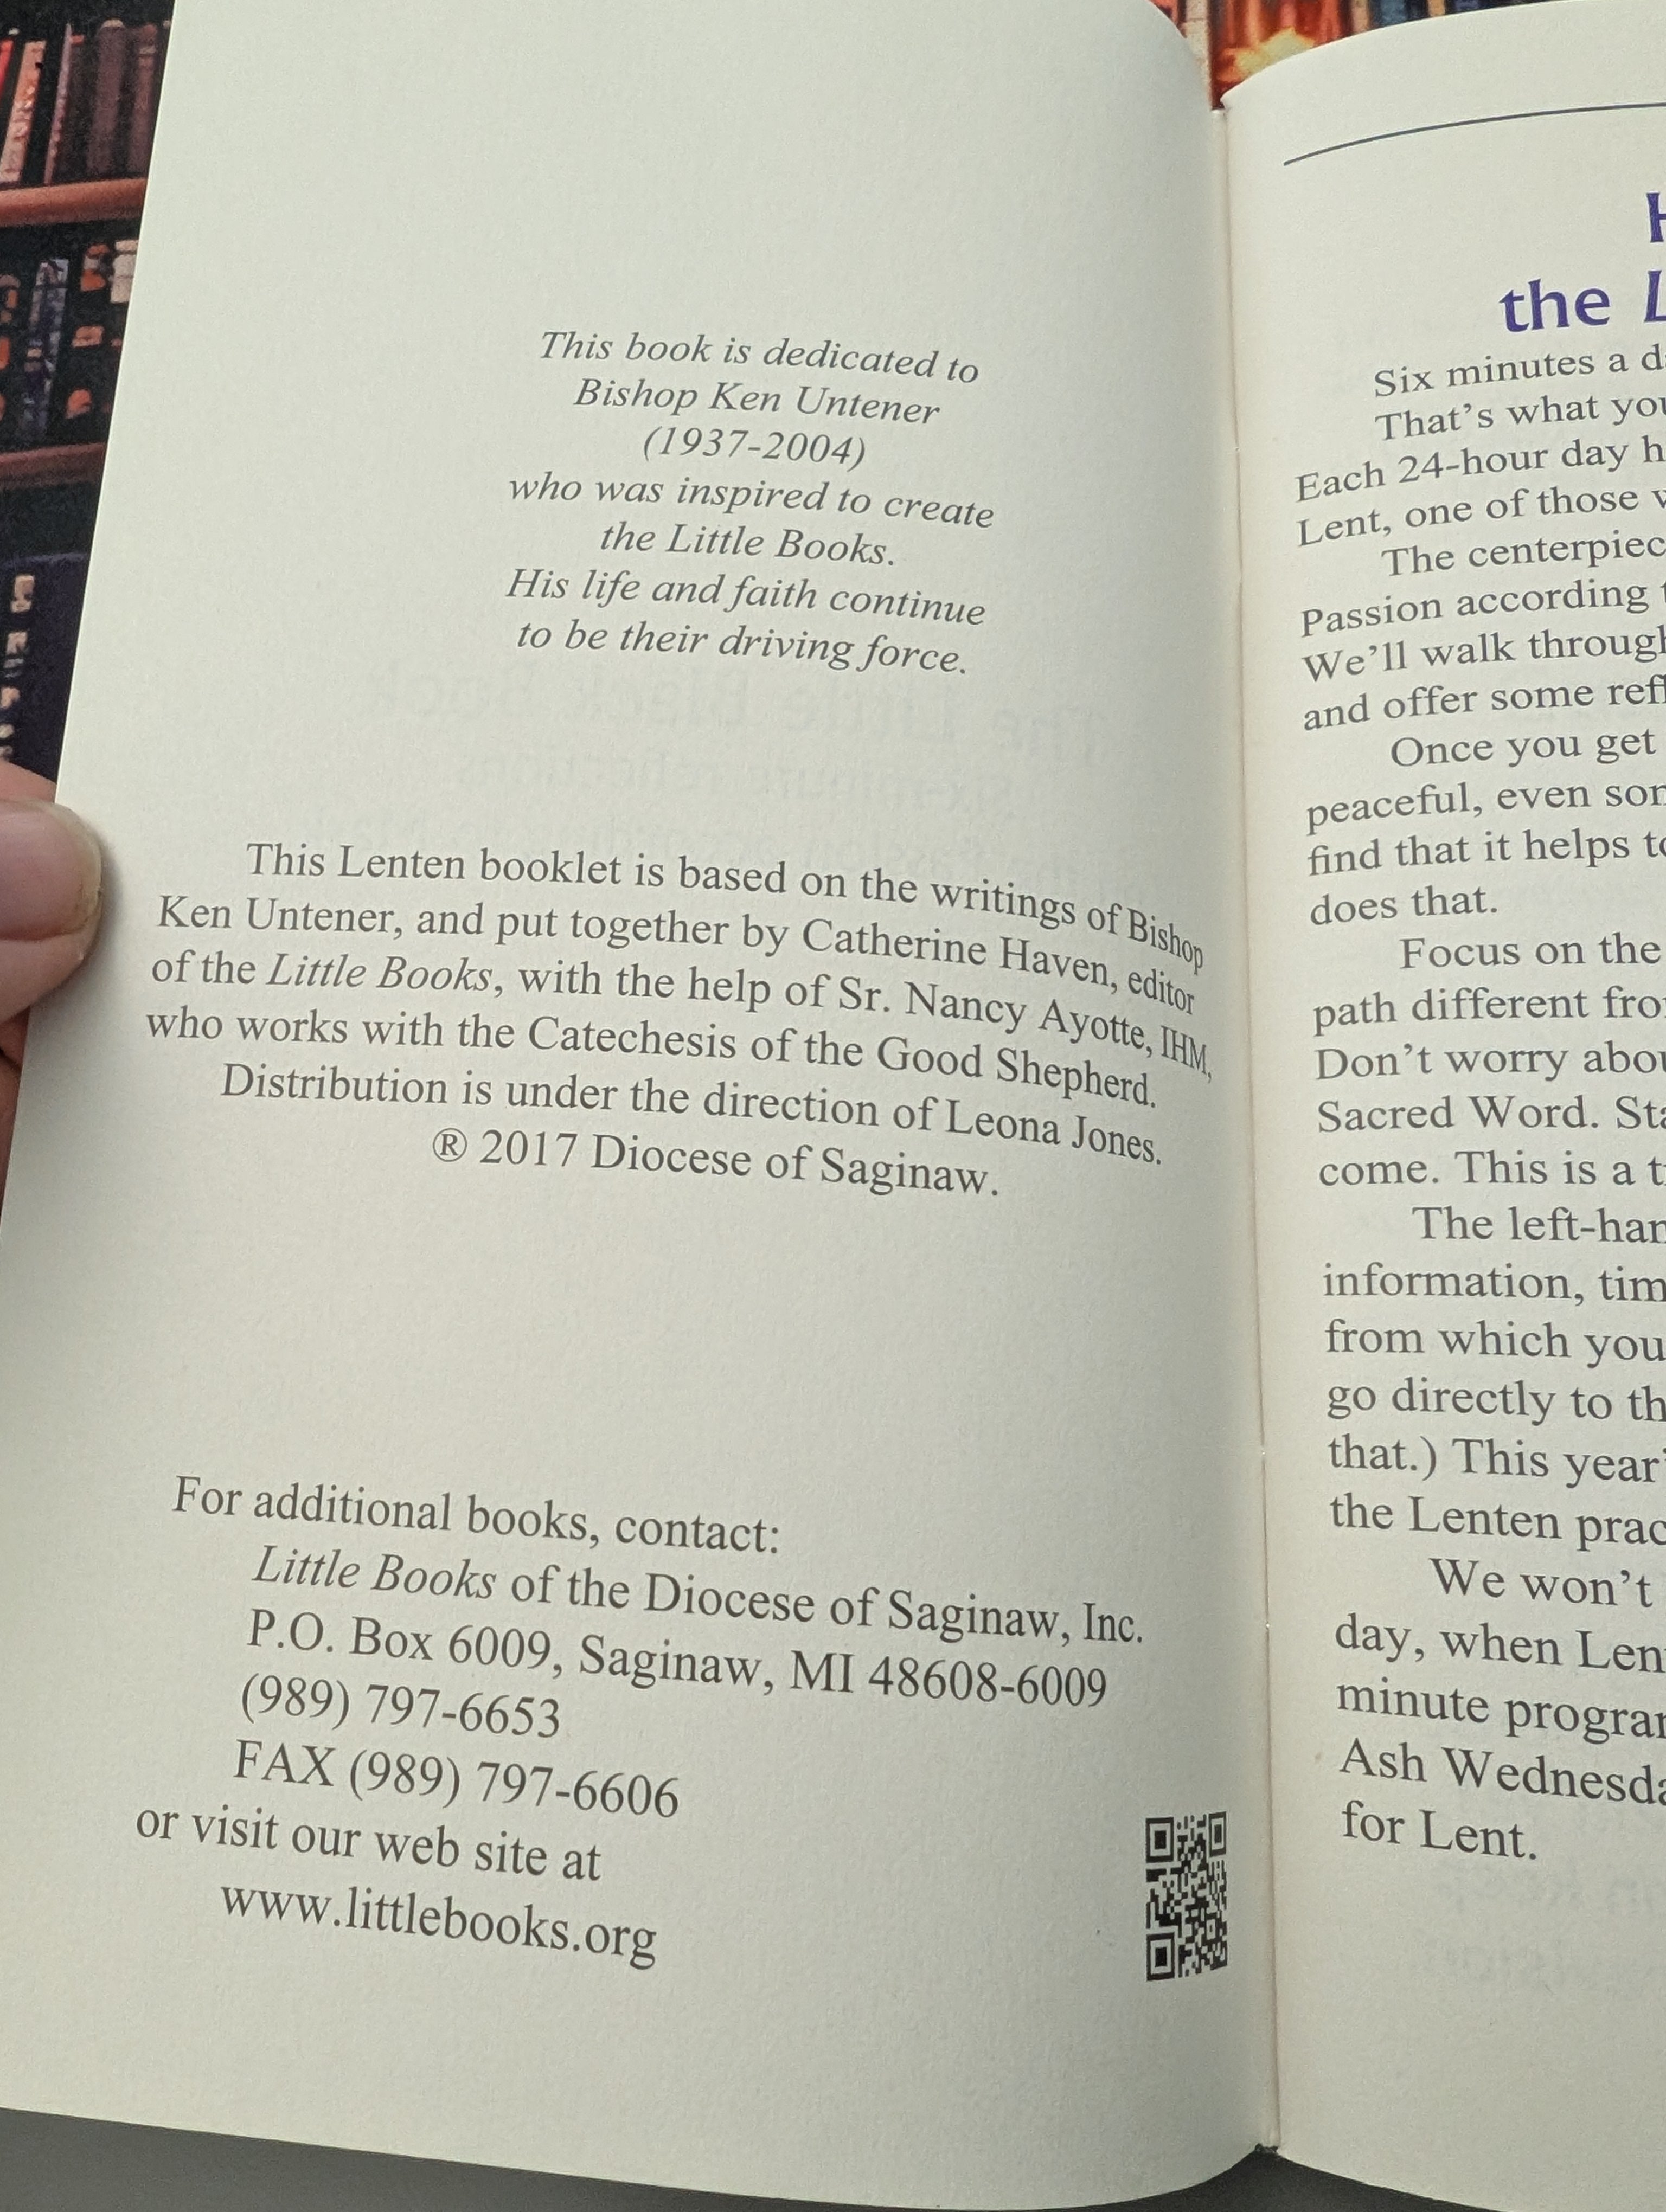 This book is dedicated to
Bishop Ken Untener
(1937-2004)
who was inspired to create
the Little Books.
His life and faith continue
to be their driving force.
This Lenten booklet is based on the writings of Bishop
Ken Untener, and put together by Catherine Haven, editor
of the Little Books, with the help of Sr. Nancy Ayotte, IHM,
who works with the Catechesis of the Good Shepherd.
Distribution is under the direction of Leona Jones.
® 2017 Diocese of Saginaw.
For additional books, contact:
Little Books of the Diocese of Saginaw, Inc.
P.O. Box 6009, Saginaw, MI 48608-6009
(989) 797-6653
FAX (989) 797-6606
or visit our web site at
www.littlebooks.org
the
Six minutes a
That's what
Each 24-hour day
Lent, one of those
The
Passion according
We'll walk
and offer some
Once you get
peaceful, even
find that it helps
does that.
Focus on the
path different
Don't worry
Sacred Word.
come. This is a
The
information,
from which you
go directly to
that.) This
the Lenten
We won't
day, when
minute
Ash
for Lent.